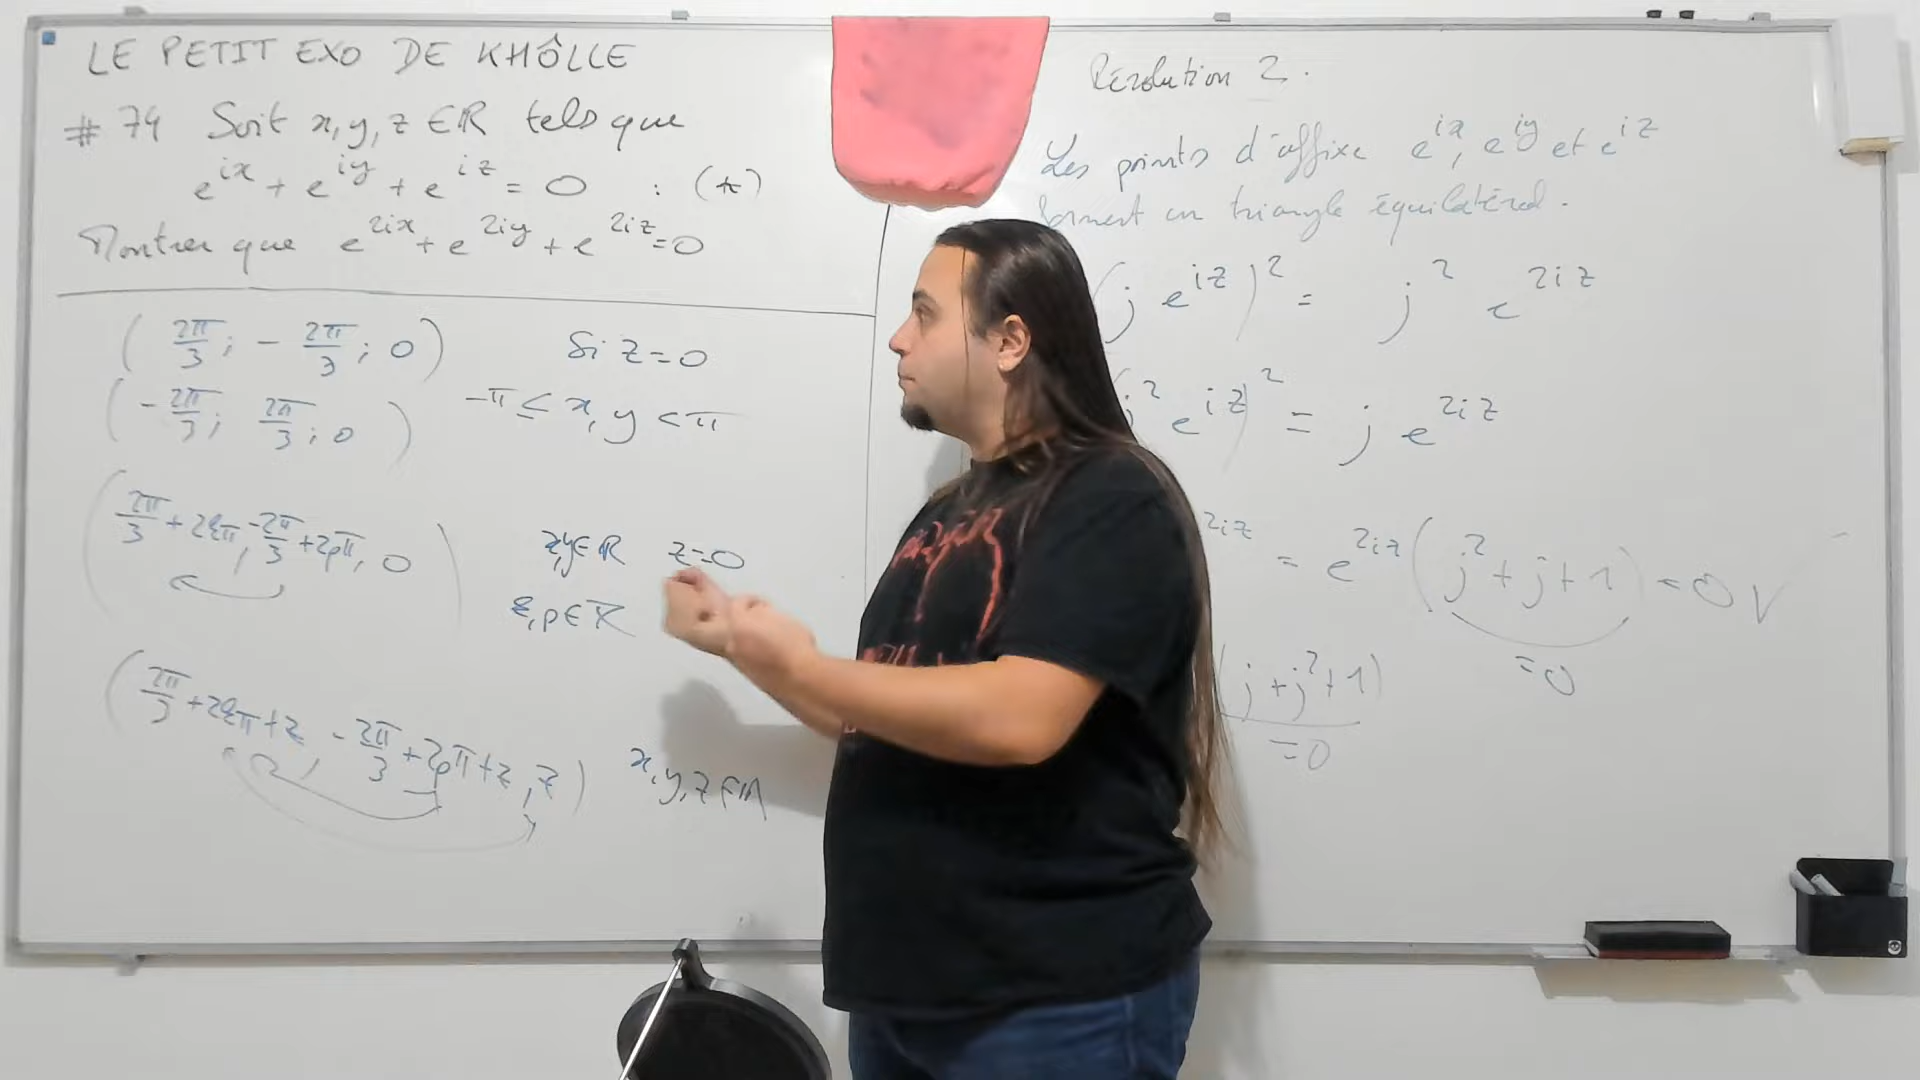 LE PETIT EXO DE KHÔLLE
# 74 Soit x, y, z ∈ ℝ tels que
e^{ix} + e^{iy} + e^{iz} = 0 : (*)
Montrer que e^{2ix} + e^{2iy} + e^{2iz} = 0
( 2π/3 ; - 2π/3 ; 0 ) Si z = 0
( - 2π/3 ; 2π/3 ; 0 ) -π ≤ x, y < π
( 2π/3 + 2kπ, -2π/3 + 2pπ, 0 ) x,y ∈ ℝ z = 0
k, p ∈ ℤ
( 2π/3 + 2kπ + z, - 2π/3 + 2pπ + z, z ) x, y, z ∈ ℝ
Résolution 2.
Les points d'affixe e^{ix}, e^{iy} et e^{iz}
forment un triangle équilatéral.
( j e^{iz} )^2 = j^2 e^{2iz}
j^2 e^{iz} )^2 = j e^{2iz}
2iz = e^{2iz} ( j^2 + j + 1 ) = 0 √
= 0
( j + j^2 + 1 )
= 0